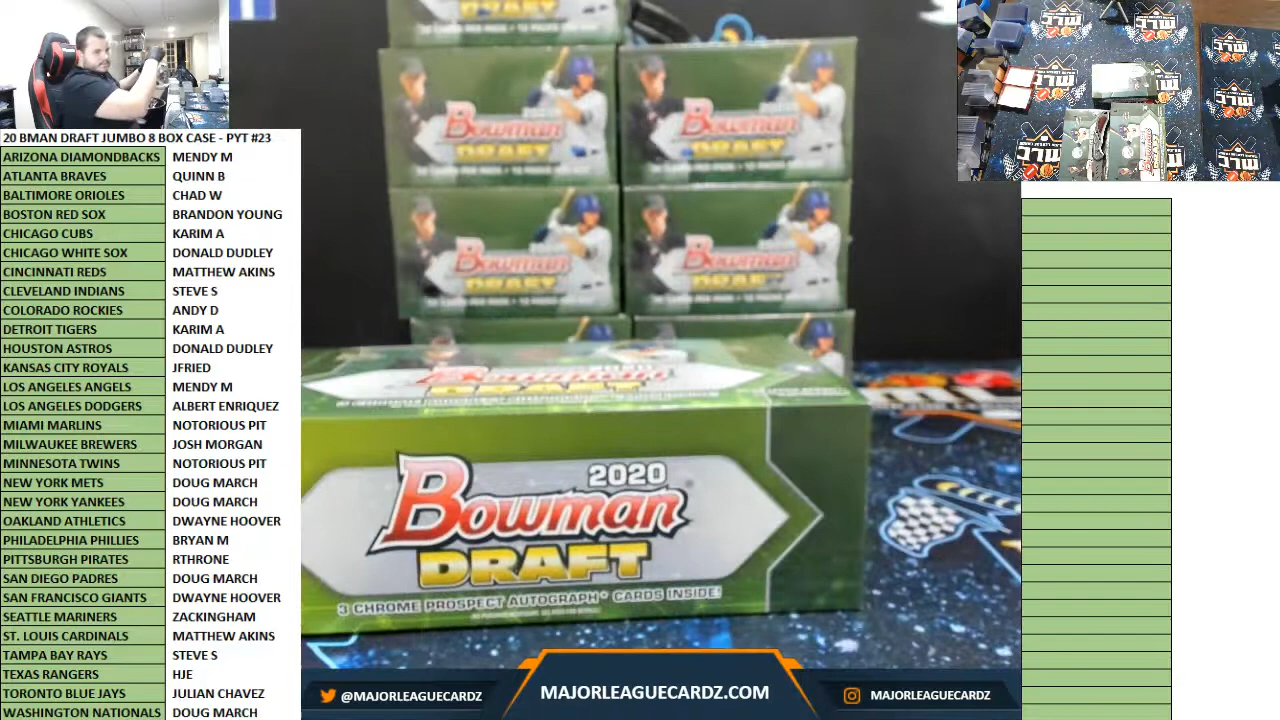 20 BMAN DRAFT JUMBO 8 BOX CASE - PYT #23
ARIZONA DIAMONDBACKS MENDY M
ATLANTA BRAVES QUINN B
BALTIMORE ORIOLES CHAD W
BOSTON RED SOX BRANDON YOUNG
CHICAGO CUBS KARIM A
CHICAGO WHITE SOX DONALD DUDLEY
CINCINNATI REDS MATTHEW AKINS
CLEVELAND INDIANS STEVE S
COLORADO ROCKIES ANDY D
DETROIT TIGERS KARIM A
HOUSTON ASTROS DONALD DUDLEY
KANSAS CITY ROYALS JFRIED
LOS ANGELES ANGELS MENDY M
LOS ANGELES DODGERS ALBERT ENRIQUEZ
MIAMI MARLINS NOTORIOUS PIT
MILWAUKEE BREWERS JOSH MORGAN
MINNESOTA TWINS NOTORIOUS PIT
NEW YORK METS DOUG MARCH
NEW YORK YANKEES DOUG MARCH
OAKLAND ATHLETICS DWAYNE HOOVER
PHILADELPHIA PHILLIES BRYAN M
PITTSBURGH PIRATES RTHRONE
SAN DIEGO PADRES DOUG MARCH
SAN FRANCISCO GIANTS DWAYNE HOOVER
SEATTLE MARINERS ZACKINGHAM
ST. LOUIS CARDINALS MATTHEW AKINS
TAMPA BAY RAYS STEVE S
TEXAS RANGERS HJE
TORONTO BLUE JAYS JULIAN CHAVEZ
WASHINGTON NATIONALS DOUG MARCH
BOWMAN DRAFT
BOWMAN DRAFT
BOWMAN DRAFT
BOWMAN DRAFT
BOWMAN DRAFT
2020
BOWMAN
DRAFT
3 CHROME PROSPECT AUTOGRAPH* CARDS INSIDE!
@MAJORLEAGUECARDZ
MAJORLEAGUECARDZ.COM
MAJORLEAGUECARDZ